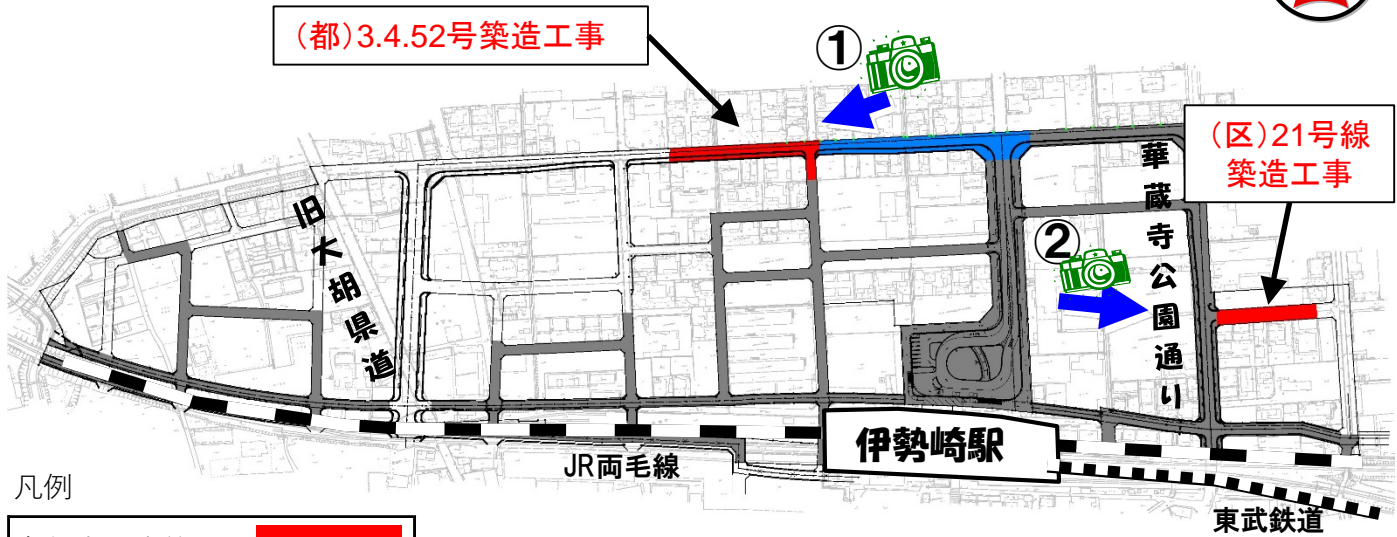 (都)3.4.52号築造工事
①
(区)21号線
築造工事
華蔵寺公園通り
②
旧大胡県道
伊勢崎駅
JR両毛線
東武鉄道
凡例